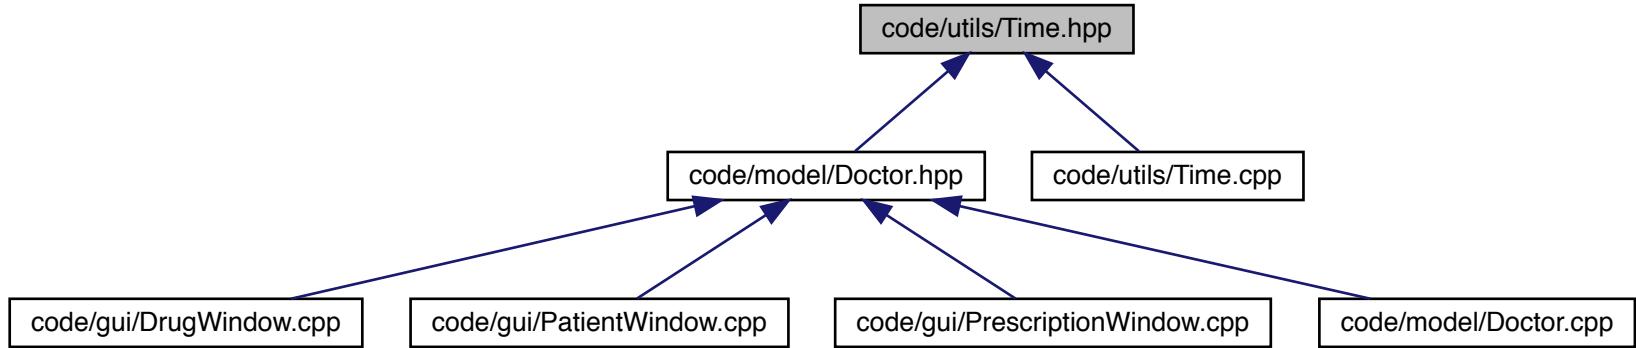 code/utils/Time.hpp
code/model/Doctor.hpp
code/utils/Time.cpp
code/gui/DrugWindow.cpp
code/gui/PatientWindow.cpp
code/gui/PrescriptionWindow.cpp
code/model/Doctor.cpp